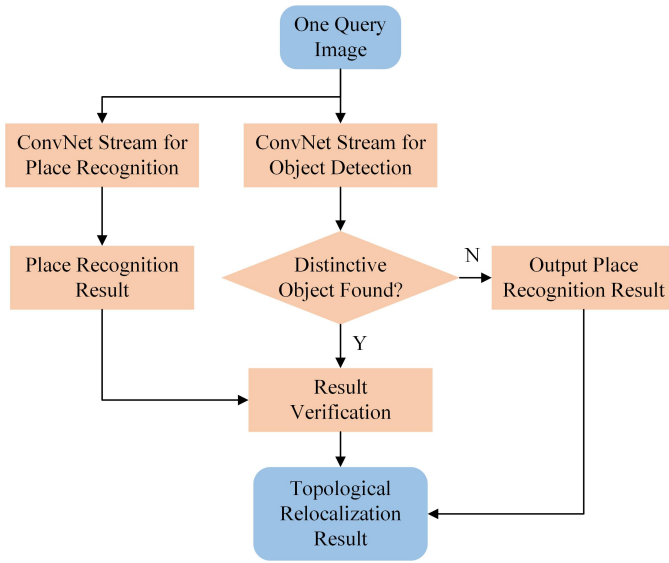 One Query
Image
ConvNet Stream for
Place Recognition
ConvNet Stream for
Object Detection
Place Recognition
Result
Distinctive
Object Found?
N
Output Place
Recognition Result
Y
Result
Verification
Topological
Relocalization
Result